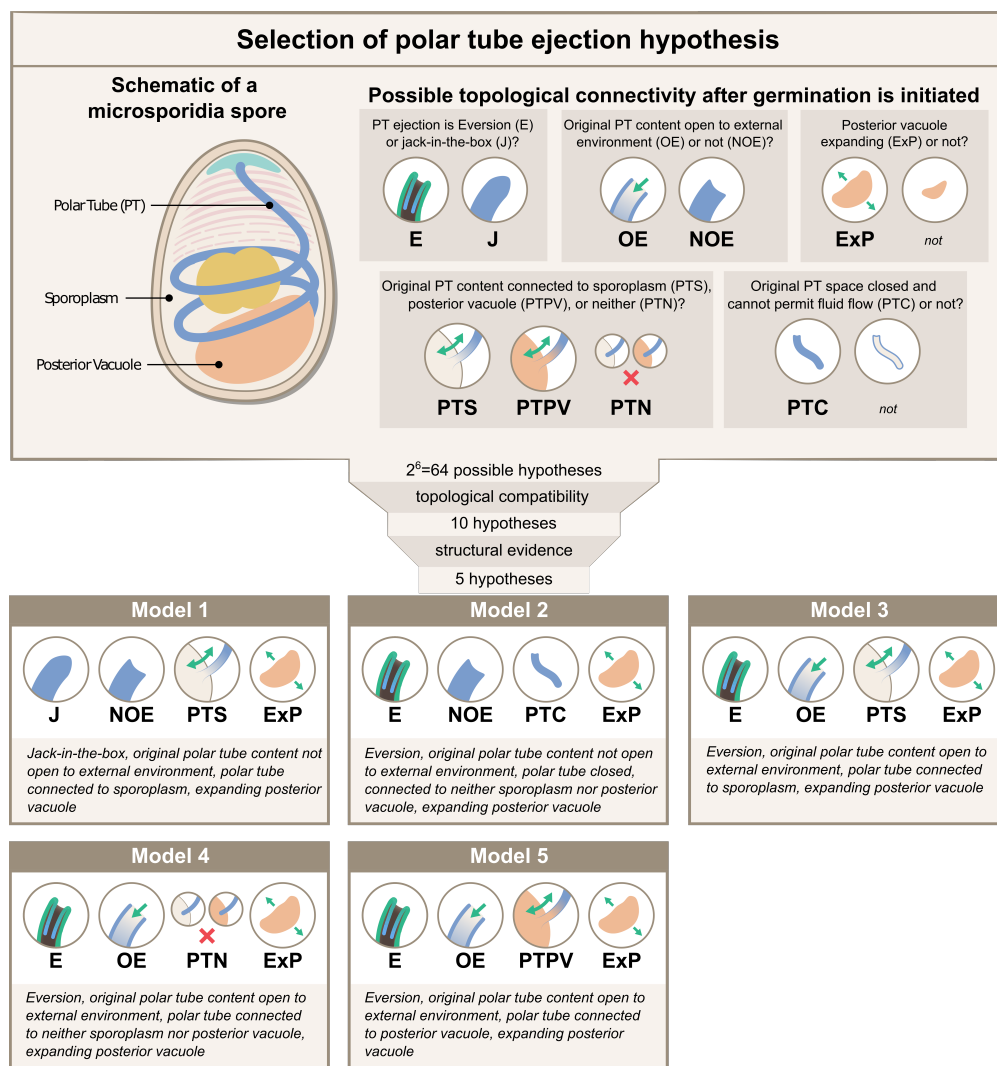 Selection of polar tube ejection hypothesis
Schematic of a
microsporidia spore
Polar Tube (PT)
Sporoplasm
Posterior Vacuole
Possible topological connectivity after germination is initiated
PT ejection is Eversion (E)
or jack-in-the-box (J)?
E
J
Original PT content open to external
environment (OE) or not (NOE)?
OE
NOE
Posterior vacuole
expanding (ExP) or not?
ExP
not
Original PT content connected to sporoplasm (PTS),
posterior vacuole (PTPV), or neither (PTN)?
PTS
PTPV
PTN
Original PT space closed and
cannot permit fluid flow (PTC) or not?
PTC
not
2⁶=64 possible hypotheses
topological compatibility
10 hypotheses
structural evidence
5 hypotheses
Model 1
J
NOE
PTS
ExP
Jack-in-the-box, original polar tube content not
open to external environment, polar tube
connected to sporoplasm, expanding posterior
vacuole
Model 2
E
NOE
PTC
ExP
Eversion, original polar tube content not open
to external environment, polar tube closed,
connected to neither sporoplasm nor posterior
vacuole, expanding posterior vacuole
Model 3
E
OE
PTS
ExP
Eversion, original polar tube content open to
external environment, polar tube connected
to sporoplasm, expanding posterior vacuole
Model 4
E
OE
PTN
ExP
Eversion, original polar tube content open to
external environment, polar tube connected
to neither sporoplasm nor posterior vacuole,
expanding posterior vacuole
Model 5
E
OE
PTPV
ExP
Eversion, original polar tube content open to
external environment, polar tube connected
to posterior vacuole, expanding posterior
vacuole